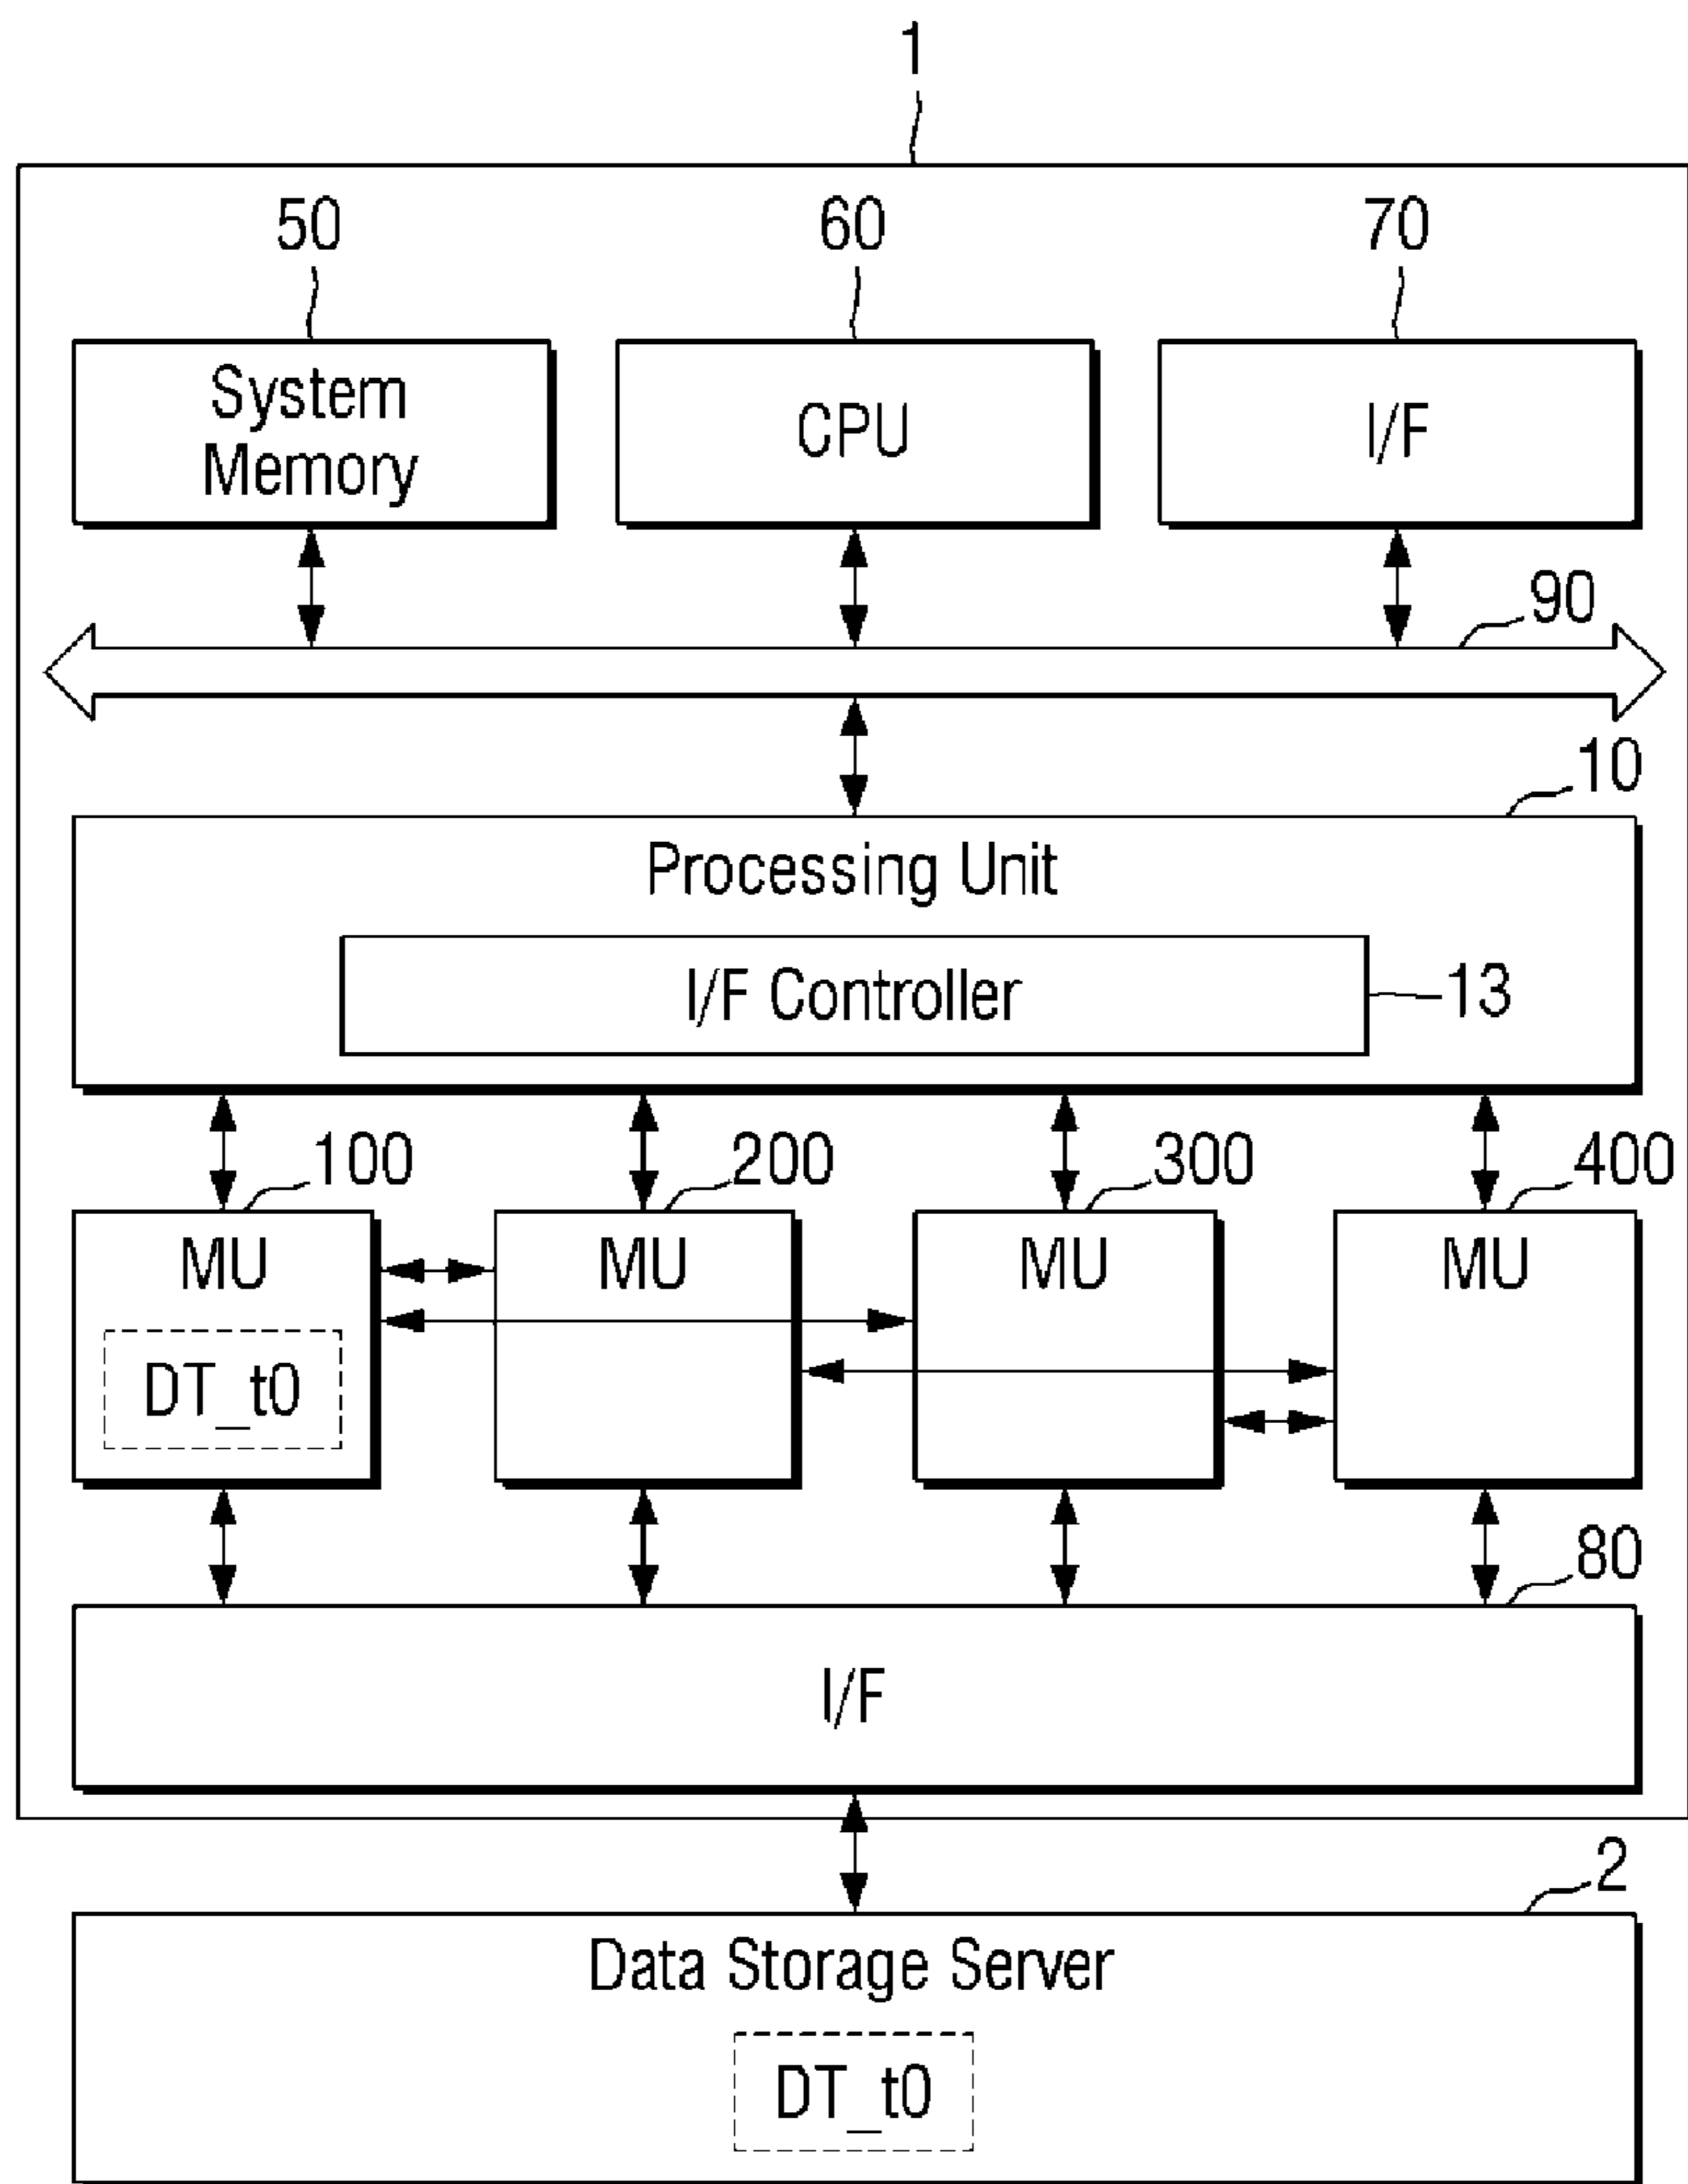 1
50
60
70
System
Memory
CPU
I/F
90
10
Processing Unit
I/F Controller
13
100
200
300
400
MU
MU
MU
MU
DT_t0
80
I/F
2
Data Storage Server
DT_t0